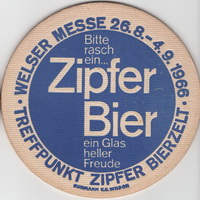 · WELSER MESSE 26.8.-4.9.1966 ·
Bitte
rasch
ein...
Zipfer
Bier
ein Glas
heller
Freude
TREFFPUNKT ZIPFER BIERZELT